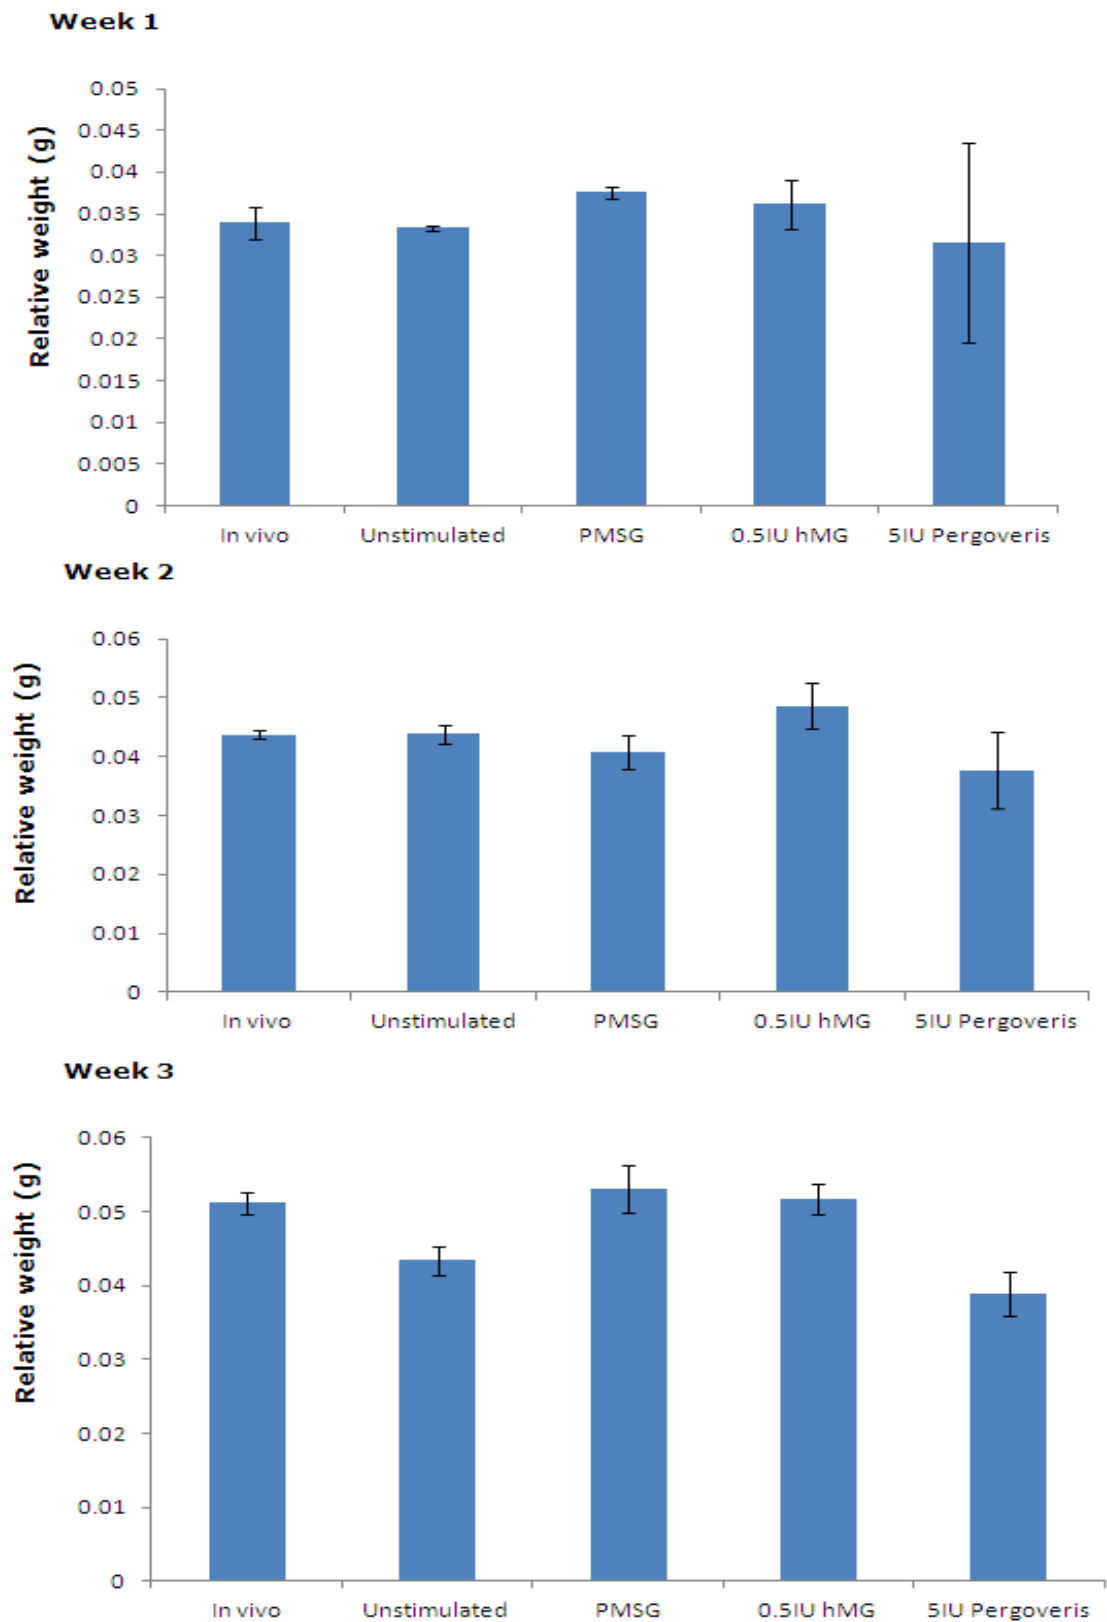 Week 1
Relative weight (g)
0.05
0.045
0.04
0.035
0.03
0.025
0.02
0.015
0.01
0.005
0
In vivo Unstimulated PMSG 0.5IU hMG 5IU Pergoveris
Week 2
Relative weight (g)
0.06
0.05
0.04
0.03
0.02
0.01
0
In vivo Unstimulated PMSG 0.5IU hMG 5IU Pergoveris
Week 3
Relative weight (g)
0.06
0.05
0.04
0.03
0.02
0.01
0
In vivo Unstimulated PMSG 0.5IU hMG 5IU Pergoveris